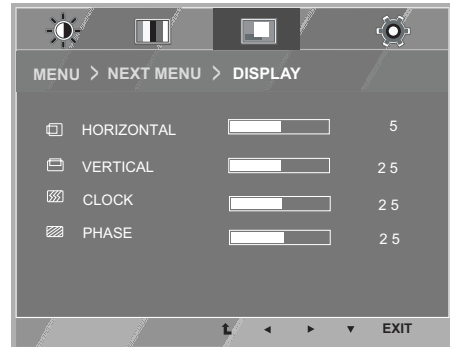 MENU > NEXT MENU > DISPLAY
HORIZONTAL 5
VERTICAL 25
CLOCK 25
PHASE 25
EXIT